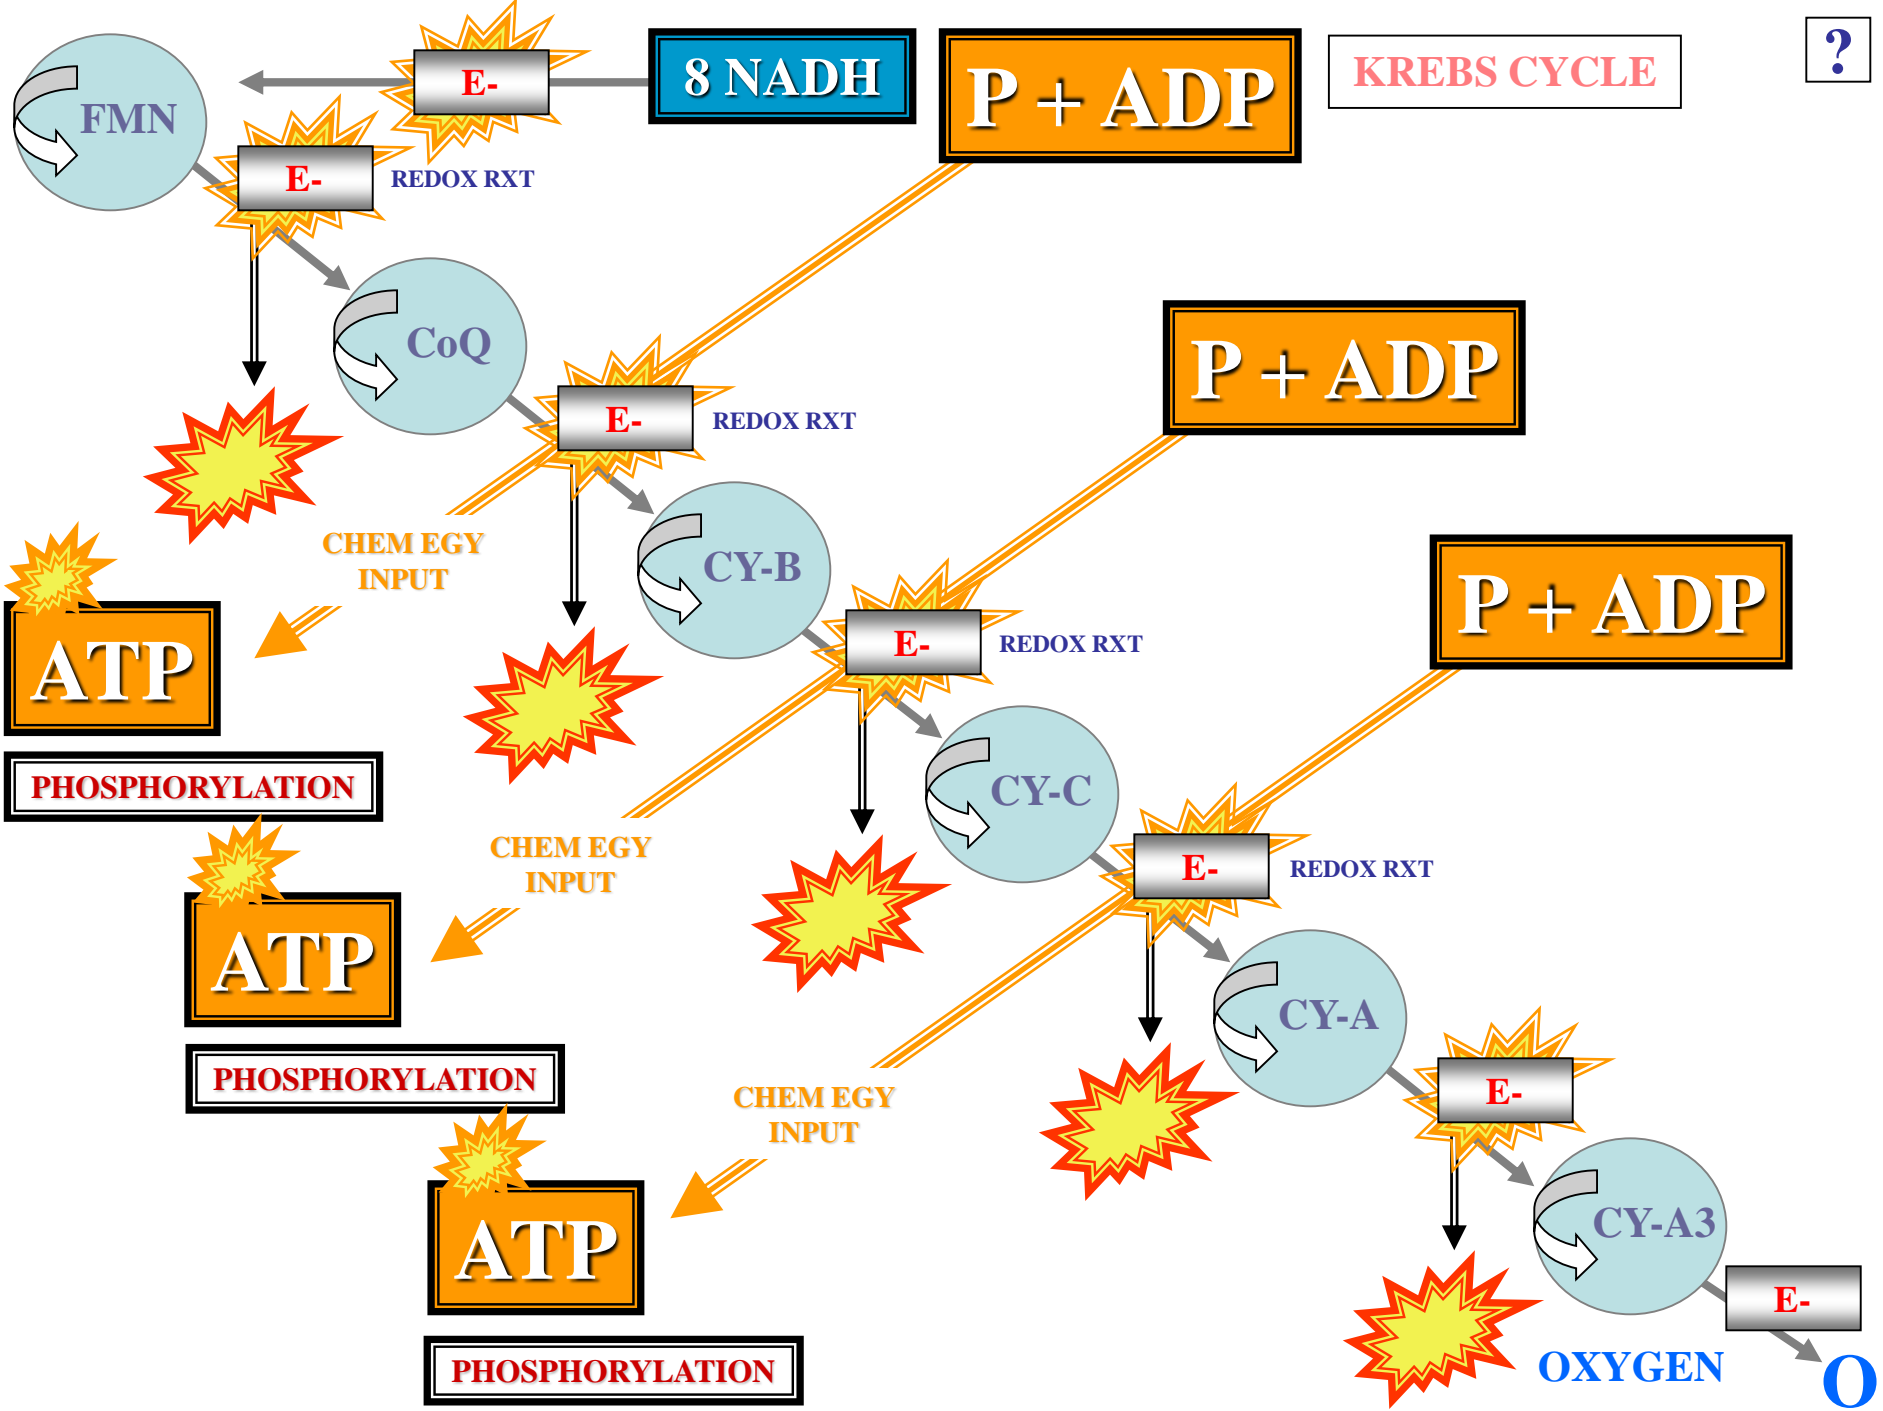 E-
8 NADH
P + ADP
KREBS CYCLE
?
FMN
E-
REDOX RXT
CoQ
P + ADP
E-
REDOX RXT
CHEM EGY
INPUT
CY-B
P + ADP
ATP
E-
REDOX RXT
PHOSPHORYLATION
CY-C
CHEM EGY
INPUT
E-
REDOX RXT
ATP
CY-A
PHOSPHORYLATION
CHEM EGY
INPUT
E-
ATP
CY-A3
E-
PHOSPHORYLATION
OXYGEN
O